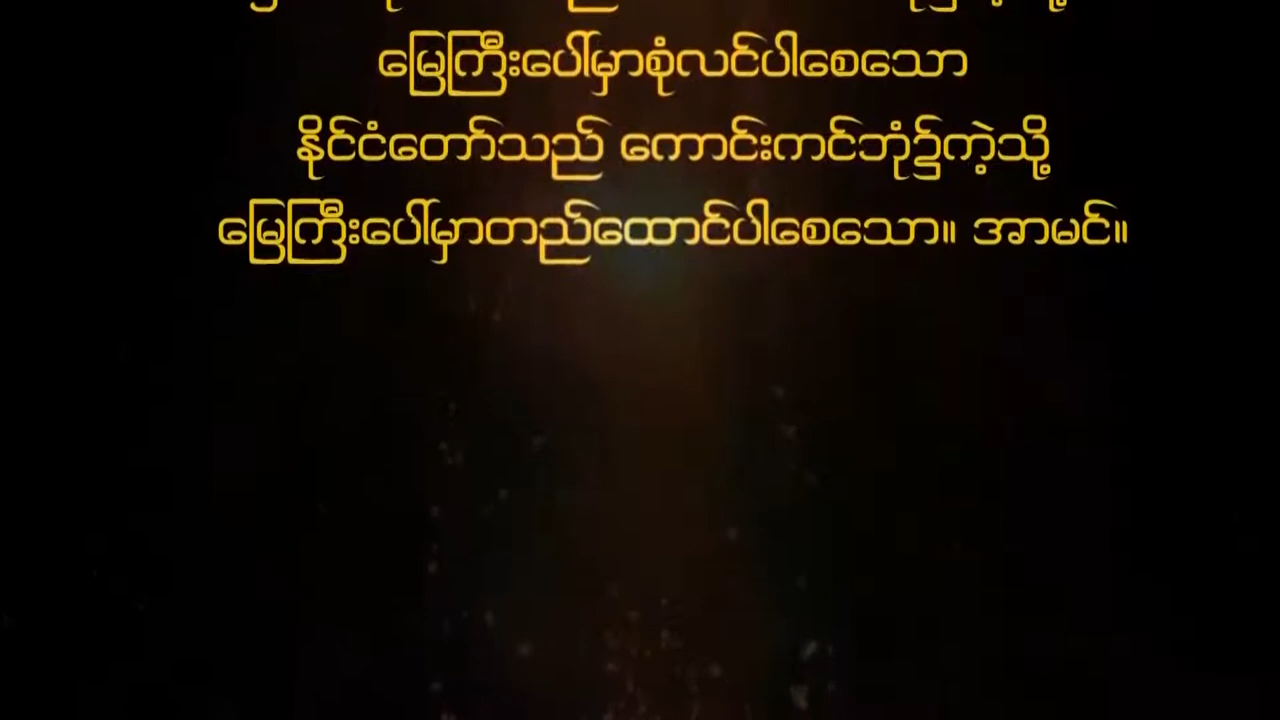 မြေကြီးပေါ်မှာစုံလင်ပါစေသော
နိုင်ငံတော်သည် ကောင်းကင်ဘုံ၌ကဲ့သို့
မြေကြီးပေါ်မှာတည်ထောင်ပါစေသော။ အာမင်။